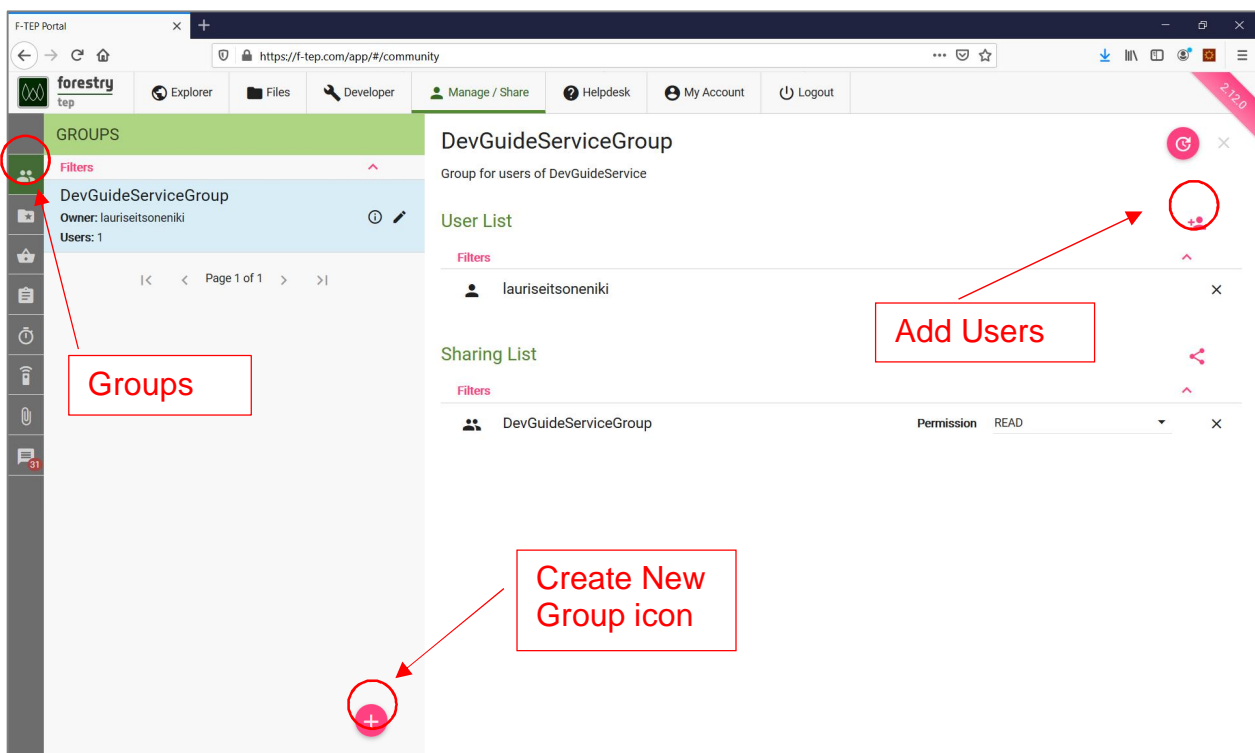 F-TEP Portal
https://f-tep.com/app/#/community
forestry
tep
Explorer
Files
Developer
Manage / Share
Helpdesk
My Account
Logout
2.12.0
GROUPS
Filters
DevGuideServiceGroup
Owner: lauriseitsoneniki
Users: 1
Page 1 of 1
31
Groups
DevGuideServiceGroup
Group for users of DevGuideService
User List
Filters
lauriseitsoneniki
Add Users
Sharing List
Filters
DevGuideServiceGroup Permission READ
Create New
Group icon